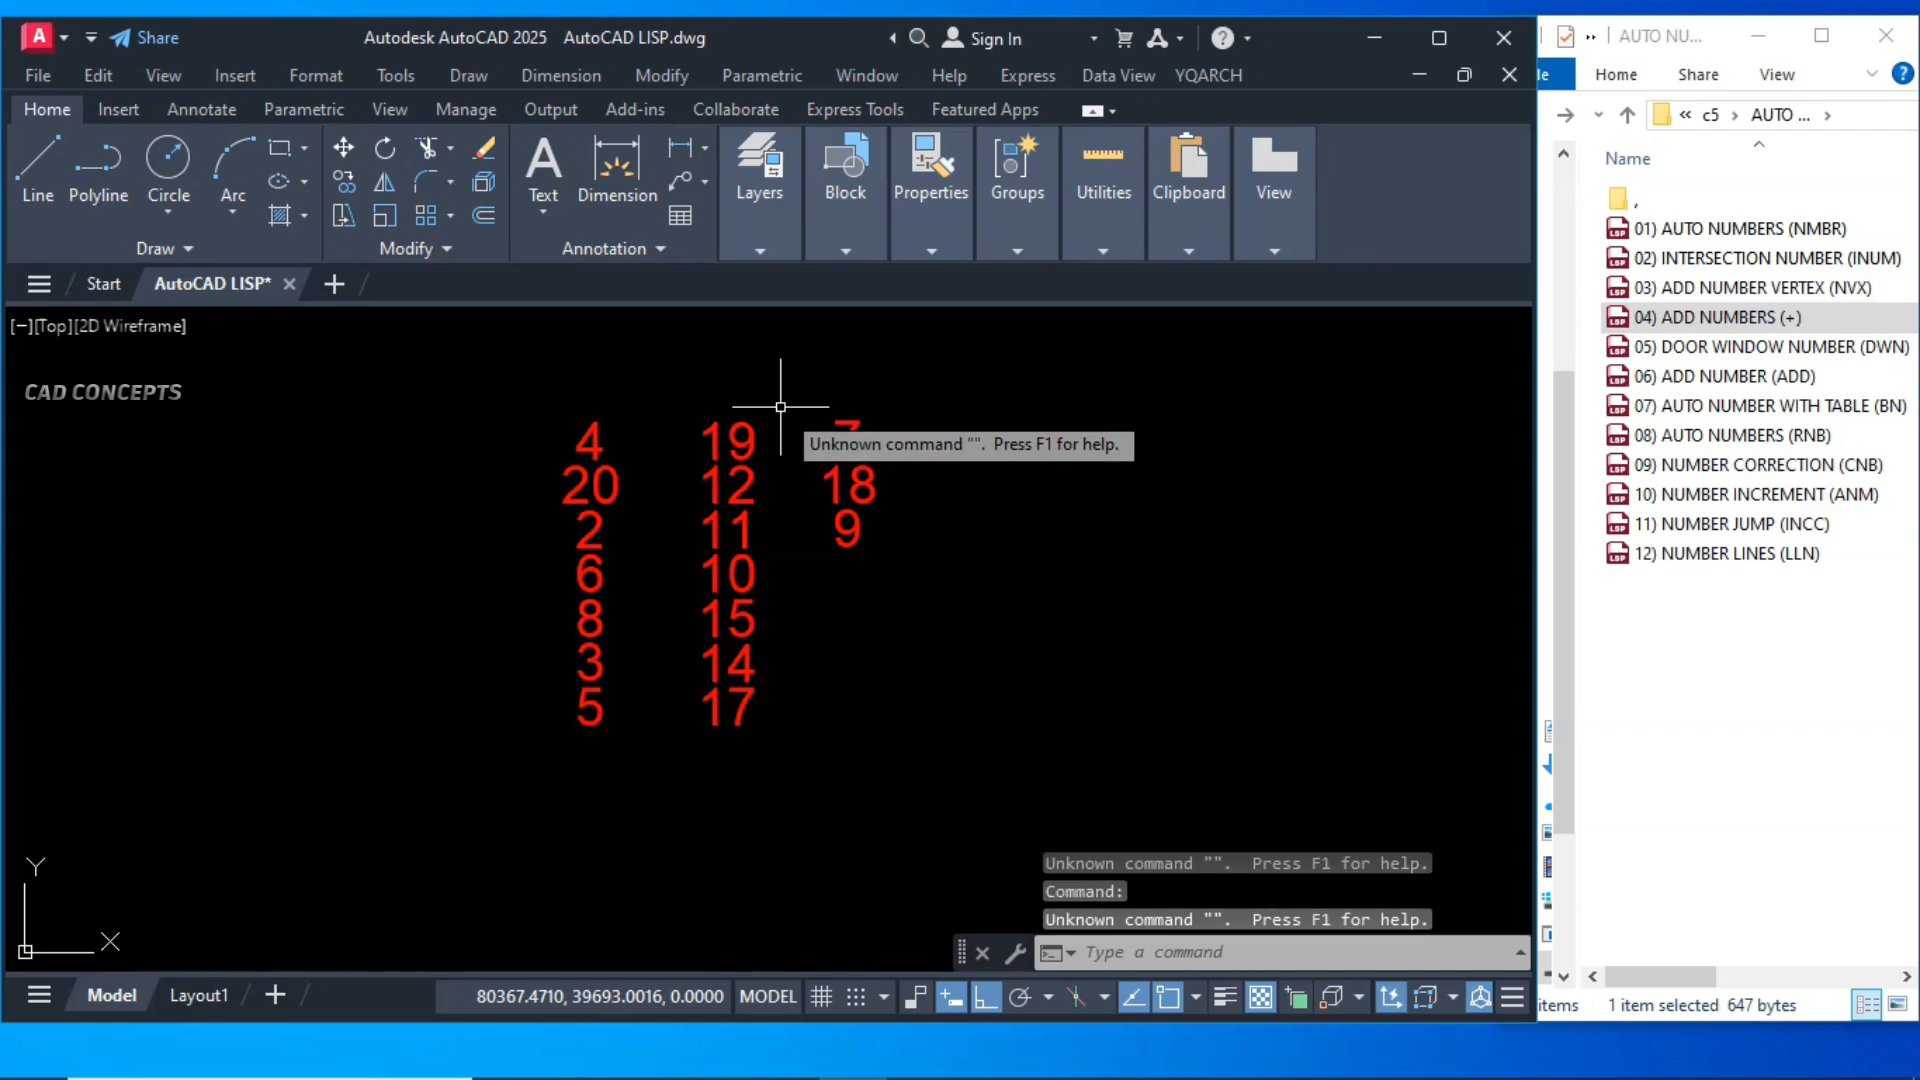 A Share Autodesk AutoCAD 2025 AutoCAD LISP.dwg Sign In
File Edit View Insert Format Tools Draw Dimension Modify Parametric Window Help Express Data View YQARCH
Home Insert Annotate Parametric View Manage Output Add-ins Collaborate Express Tools Featured Apps
Line Polyline Circle Arc Text Dimension Layers Block Properties Groups Utilities Clipboard View
Draw Modify Annotation
Start AutoCAD LISP*
[−][Top][2D Wireframe]
CAD CONCEPTS
4 19
Unknown command "". Press F1 for help.
20 12 18
2 11 9
6 10
8 15
3 14
5 17
Y
X
Unknown command "". Press F1 for help.
Command:
Unknown command "". Press F1 for help.
Type a command
Model Layout1 80367.4710, 39693.0016, 0.0000 MODEL
AUTO NU...
Home Share View
« c5 › AUTO ... ›
Name
,
01) AUTO NUMBERS (NMBR)
02) INTERSECTION NUMBER (INUM)
03) ADD NUMBER VERTEX (NVX)
04) ADD NUMBERS (+)
05) DOOR WINDOW NUMBER (DWN)
06) ADD NUMBER (ADD)
07) AUTO NUMBER WITH TABLE (BN)
08) AUTO NUMBERS (RNB)
09) NUMBER CORRECTION (CNB)
10) NUMBER INCREMENT (ANM)
11) NUMBER JUMP (INCC)
12) NUMBER LINES (LLN)
items 1 item selected 647 bytes